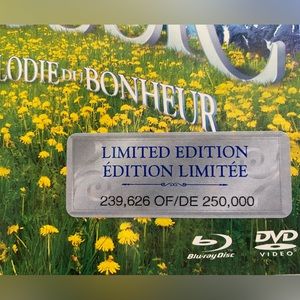 LODIE DU BONHEUR
LIMITED EDITION
ÉDITION LIMITÉE
239,626 OF/DE 250,000
Blu-ray Disc
DVD
VIDEO